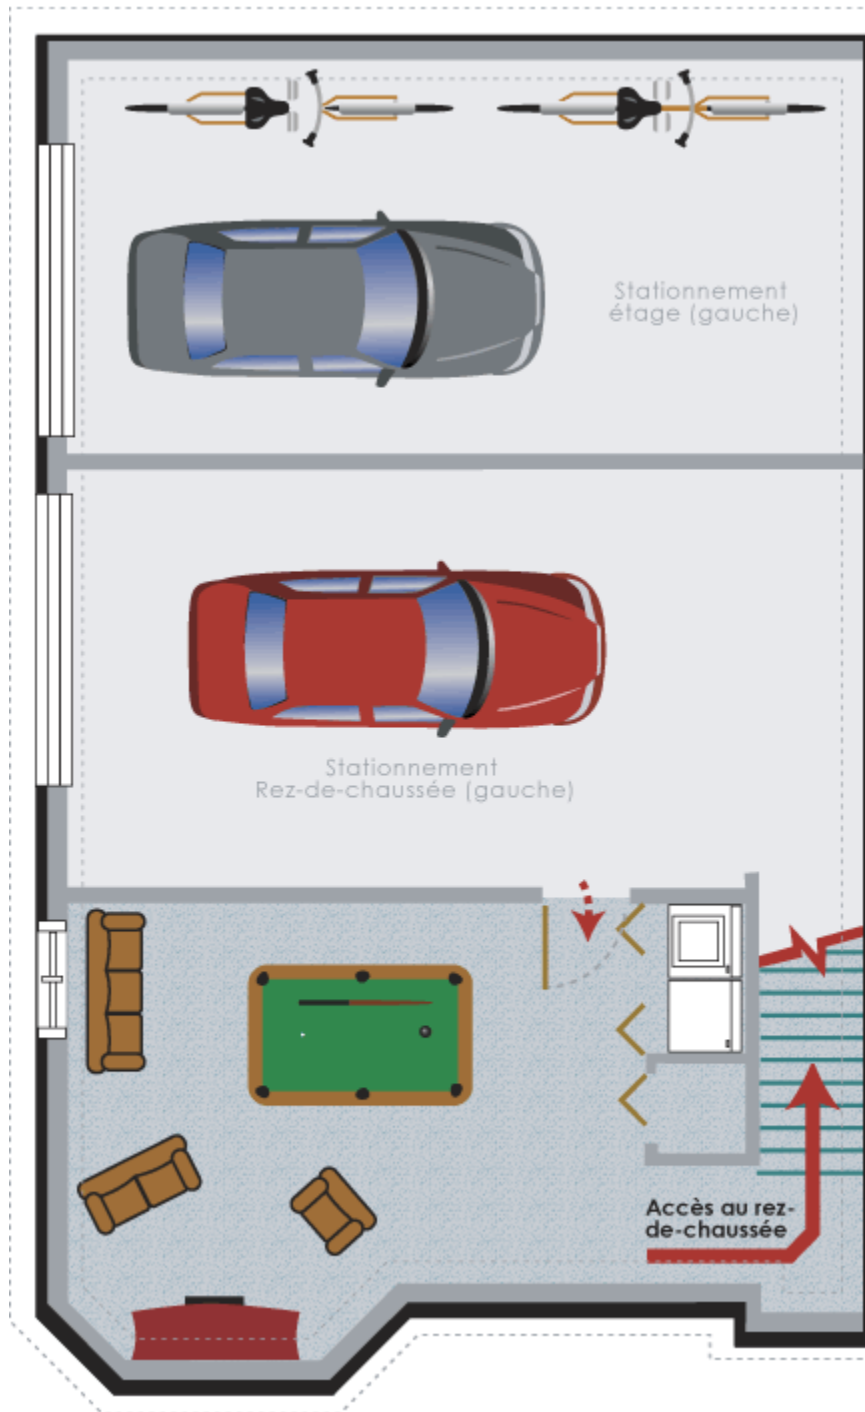 Stationnement
étage (gauche)
Stationnement
Rez-de-chaussée (gauche)
Accès au rez-
de-chaussée